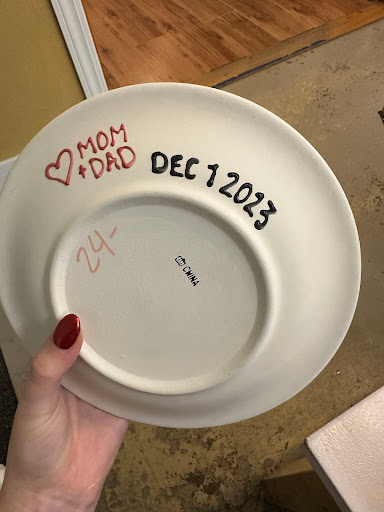 ♡ MOM
+ DAD
DEC 1 2023
24-
CHINA